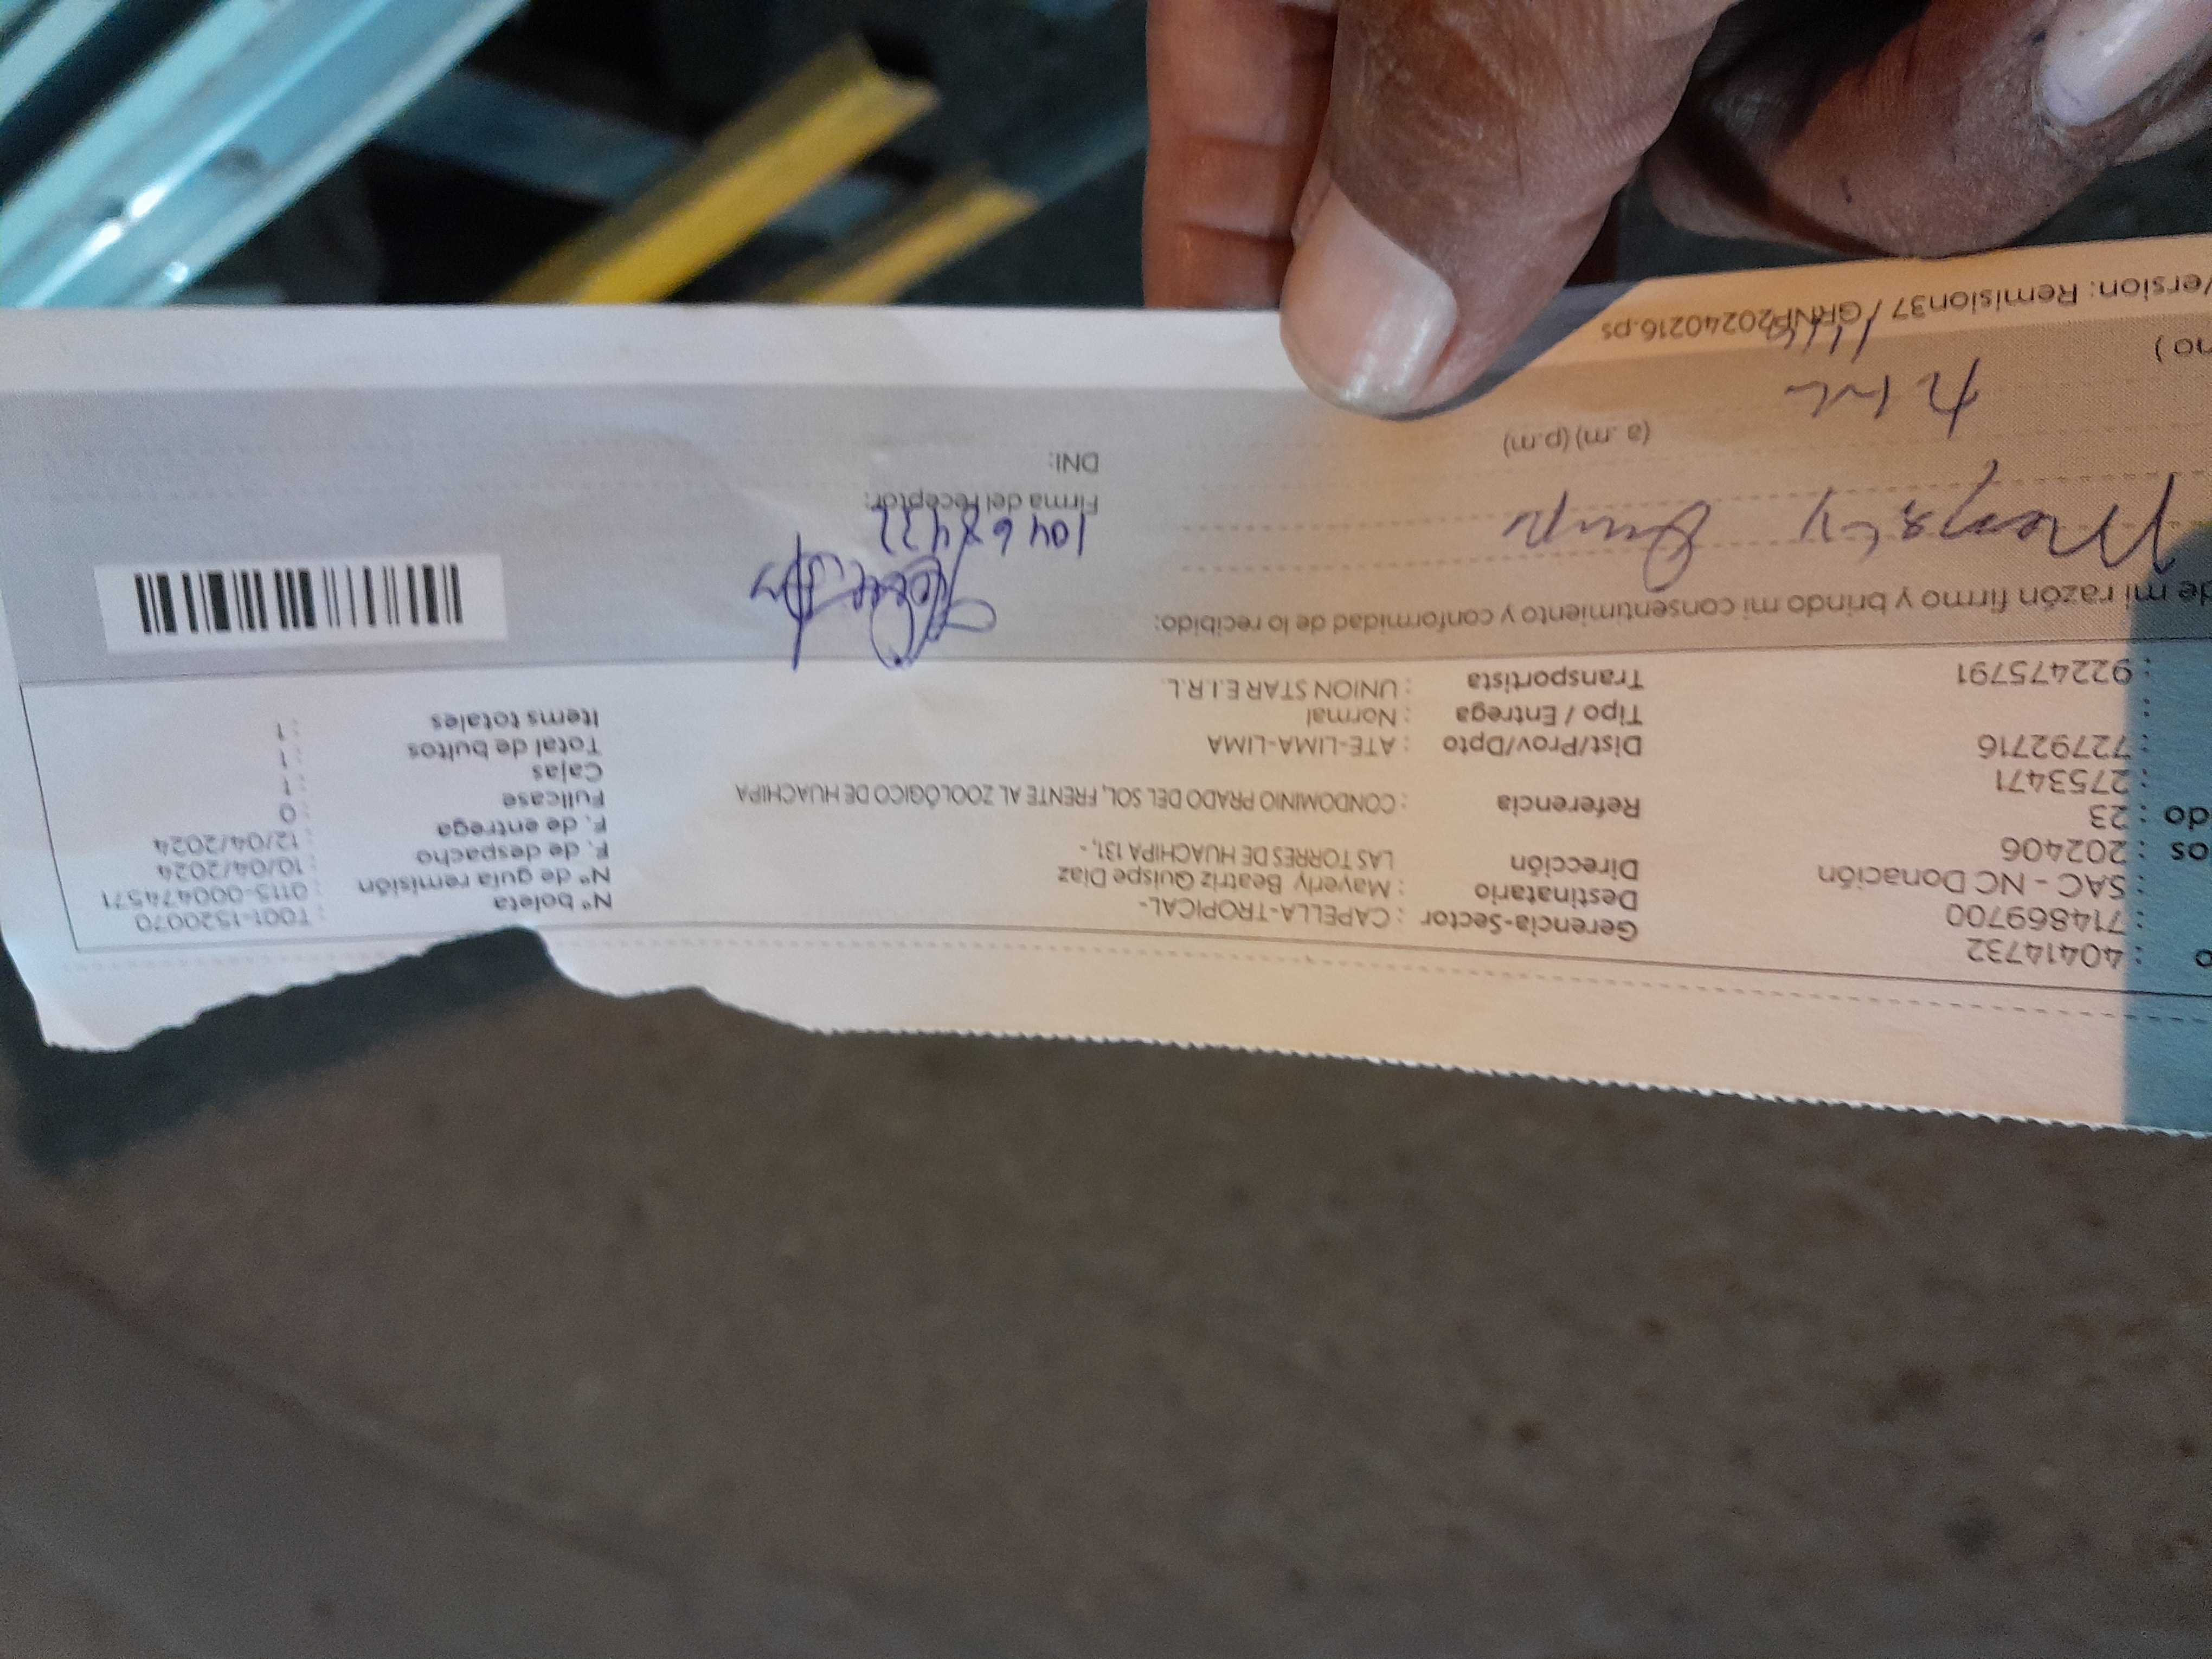 o : 40414732
: 714869700
: SAC - NC Donación
os : 202406
do : 23
: 2753471
: 72792716
:
: 922475791
Gerencia-Sector : CAPELLA-TROPICAL-
Destinatario : Mayerly Beatriz Quispe Diaz
Dirección LAS TORRES DE HUACHIPA 131, -
Referencia : CONDOMINIO PRADO DEL SOL, FRENTE AL ZOOLÓGICO DE HUACHIPA
Dist/Prov/Dpto : ATE-LIMA-LIMA
Tipo / Entrega : Normal
Transportista : UNION STAR E.I.R.L.
Nº boleta : T001-1520070
Nº de guía remisión : 0115-000474571
F. de despacho : 10/04/2024
F. de entrega : 12/04/2024
Fullcase : 0
Cajas : 1
Total de bultos : 1
Items totales : 1
de mi razón firmo y brindo mi consentimiento y conformidad de lo recibido:
10468422
Firma del receptor:
DNI:
(a .m) (p.m)
no )
Version: Remision37 / GRNP20240216.ps